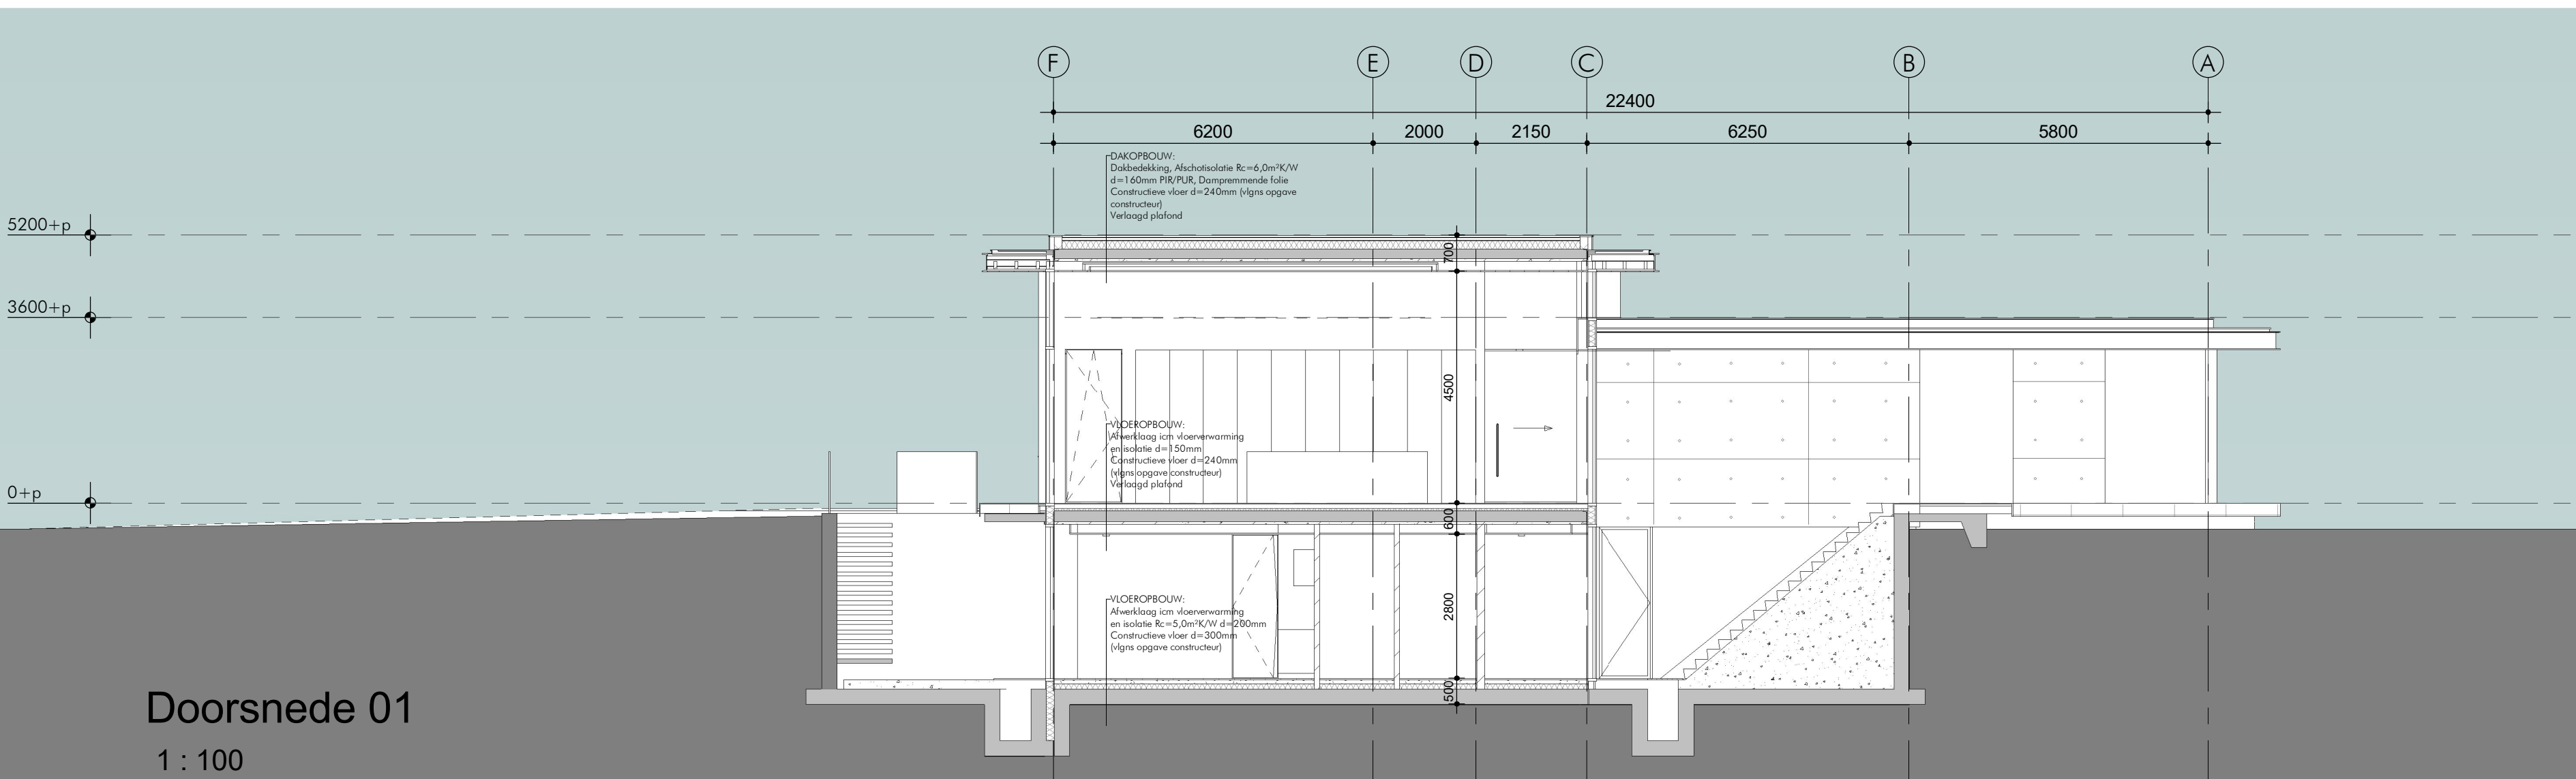 F E D C B A
22400
6200 2000 2150 6250 5800
DAKOPBOUW:
Dakbedekking, Afschotisolatie Rc=6,0m²K/W
d=160mm PIR/PUR, Dampremmende folie
Constructieve vloer d=240mm (vlgns opgave
constructeur)
Verlaagd plafond
5200+p
700
3600+p
4500
VLOEROPBOUW:
Afwerklaag icm vloerverwarming
en isolatie d=150mm
Constructieve vloer d=240mm
(vlgns opgave constructeur)
Verlaagd plafond
0+p
600
2800
VLOEROPBOUW:
Afwerklaag icm vloerverwarming
en isolatie Rc=5,0m²K/W d=200mm
Constructieve vloer d=300mm
(vlgns opgave constructeur)
500
Doorsnede 01
1 : 100